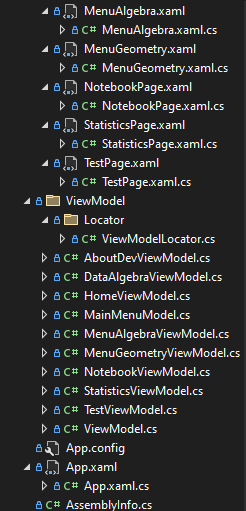 MenuAlgebra.xaml
C# MenuAlgebra.xaml.cs
MenuGeometry.xaml
C# MenuGeometry.xaml.cs
NotebookPage.xaml
C# NotebookPage.xaml.cs
StatisticsPage.xaml
C# StatisticsPage.xaml.cs
TestPage.xaml
C# TestPage.xaml.cs
ViewModel
Locator
C# ViewModelLocator.cs
C# AboutDevViewModel.cs
C# DataAlgebraViewModel.cs
C# HomeViewModel.cs
C# MainMenuModel.cs
C# MenuAlgebraViewModel.cs
C# MenuGeometryViewModel.cs
C# NotebookViewModel.cs
C# StatisticsViewModel.cs
C# TestViewModel.cs
C# ViewModel.cs
App.config
App.xaml
C# App.xaml.cs
C# AssemblyInfo.cs